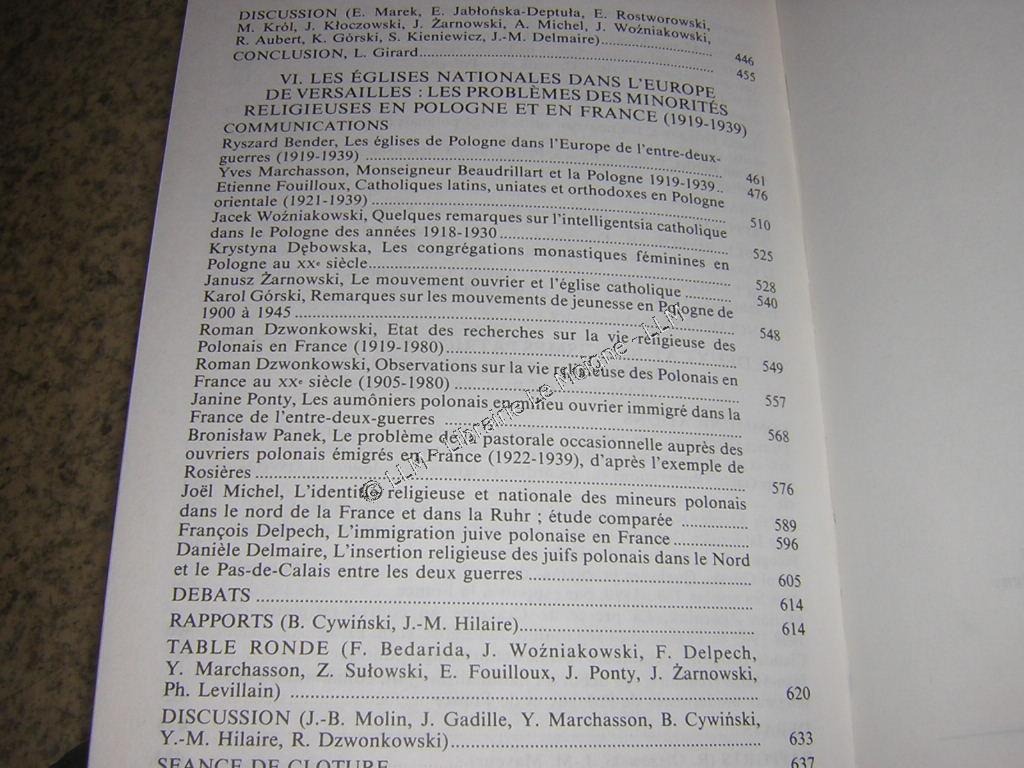 DISCUSSION (E. Marek, E. Jabłońska-Deptuła, E. Rostworowski,
M. Król, J. Kłoczowski, J. Żarnowski, A. Michel, J. Woźniakowski,
R. Aubert, K. Górski, S. Kieniewicz, J.-M. Delmaire) 446
CONCLUSION, L. Girard 455
VI. LES ÉGLISES NATIONALES DANS L'EUROPE
DE VERSAILLES : LES PROBLÈMES DES MINORITÉS
RELIGIEUSES EN POLOGNE ET EN FRANCE (1919-1939)
COMMUNICATIONS
Ryszard Bender, Les églises de Pologne dans l'Europe de l'entre-deux-
guerres (1919-1939) 461
Yves Marchasson, Monseigneur Beaudrillart et la Pologne 1919-1939.. 476
Etienne Fouilloux, Catholiques latins, uniates et orthodoxes en Pologne
orientale (1921-1939) 510
Jacek Woźniakowski, Quelques remarques sur l'intelligentsia catholique
dans le Pologne des années 1918-1930 525
Krystyna Dębowska, Les congrégations monastiques féminines en
Pologne au XXe siècle 528
Janusz Żarnowski, Le mouvement ouvrier et l'église catholique 540
Karol Górski, Remarques sur les mouvements de jeunesse en Pologne de
1900 à 1945 548
Roman Dzwonkowski, Etat des recherches sur la vie religieuse des
Polonais en France (1919-1980) 549
Roman Dzwonkowski, Observations sur la vie religieuse des Polonais en
France au XXe siècle (1905-1980) 557
Janine Ponty, Les aumôniers polonais en milieu ouvrier immigré dans la
France de l'entre-deux-guerres 568
Bronisław Panek, Le problème de la pastorale occasionnelle auprès des
ouvriers polonais émigrés en France (1922-1939), d'après l'exemple de
Rosières 576
Joël Michel, L'identité religieuse et nationale des mineurs polonais
dans le nord de la France et dans la Ruhr ; étude comparée 589
François Delpech, L'immigration juive polonaise en France 596
Danièle Delmaire, L'insertion religieuse des juifs polonais dans le Nord
et le Pas-de-Calais entre les deux guerres 605
DEBATS 614
RAPPORTS (B. Cywiński, J.-M. Hilaire) 614
TABLE RONDE (F. Bedarida, J. Woźniakowski, F. Delpech,
Y. Marchasson, Z. Sułowski, E. Fouilloux, J. Ponty, J. Żarnowski,
Ph. Levillain) 620
DISCUSSION (J.-B. Molin, J. Gadille, Y. Marchasson, B. Cywiński,
Y.-M. Hilaire, R. Dzwonkowski) 633
SEANCE DE CLOTURE 637
© LLM - Librairie Le Moine - LLM